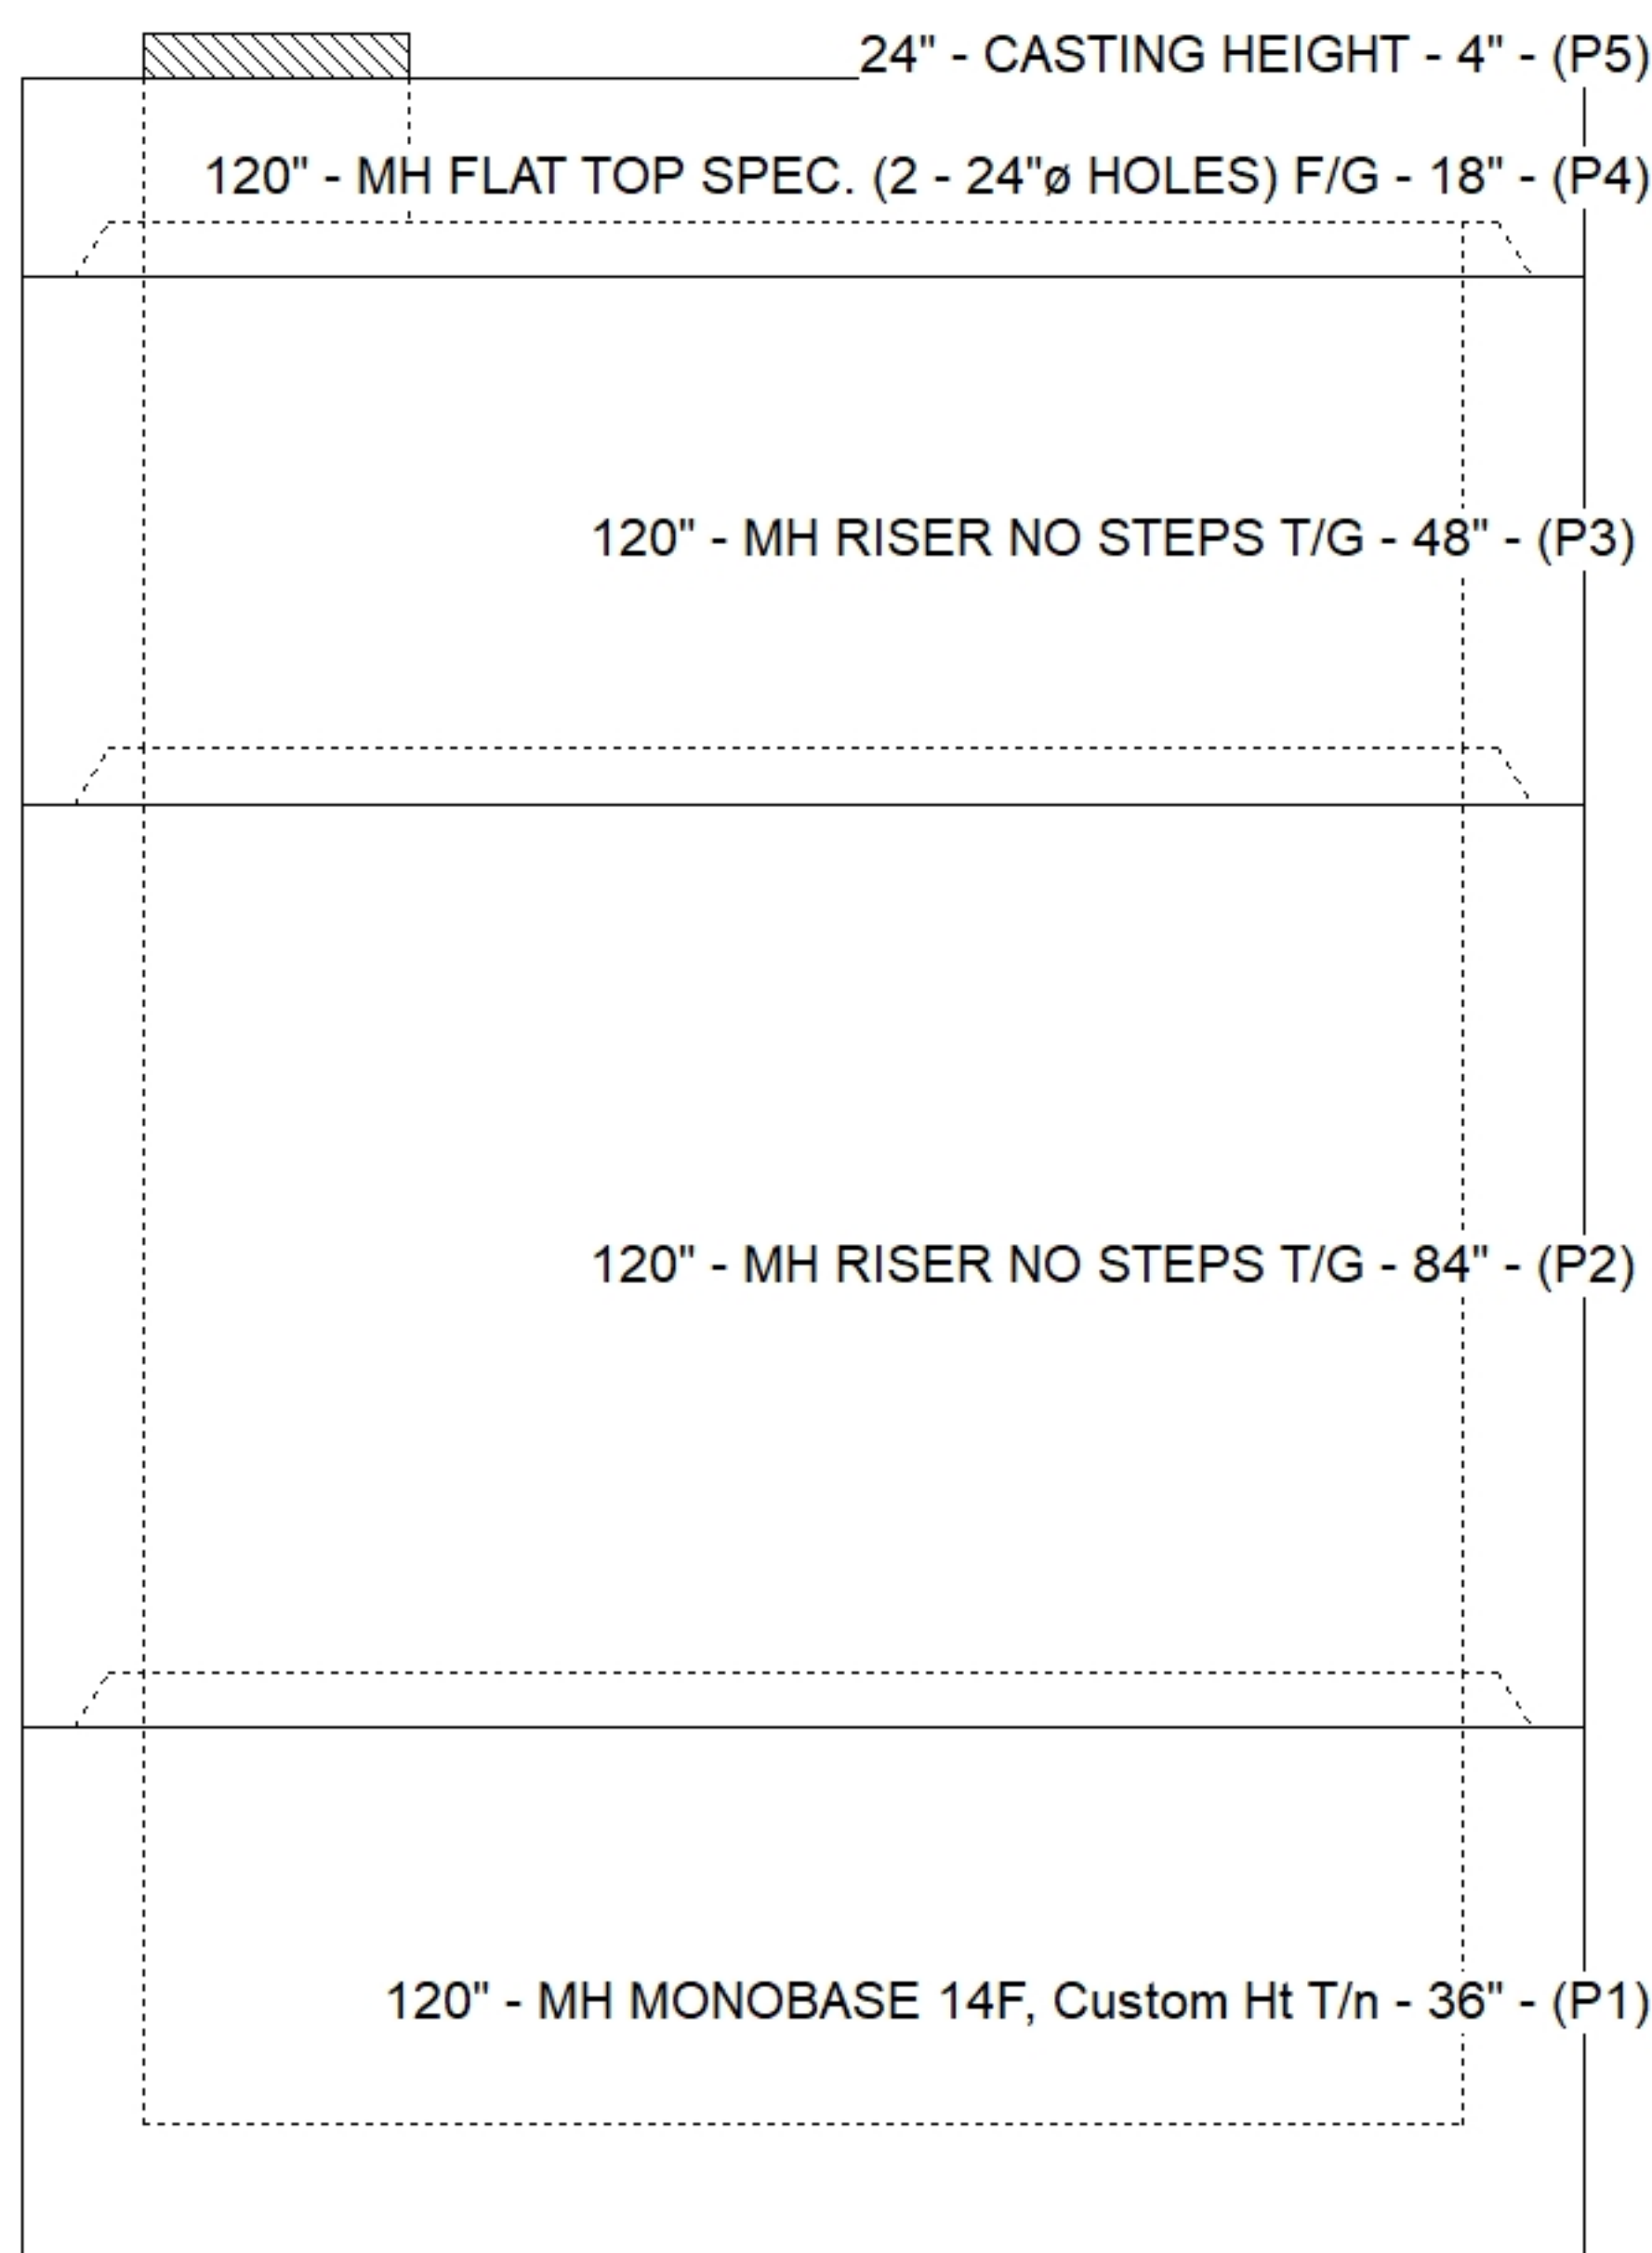 24" - CASTING HEIGHT - 4" - (P5)
120" - MH FLAT TOP SPEC. (2 - 24"ø HOLES) F/G - 18" - (P4)
120" - MH RISER NO STEPS T/G - 48" - (P3)
120" - MH RISER NO STEPS T/G - 84" - (P2)
120" - MH MONOBASE 14F, Custom Ht T/n - 36" - (P1)